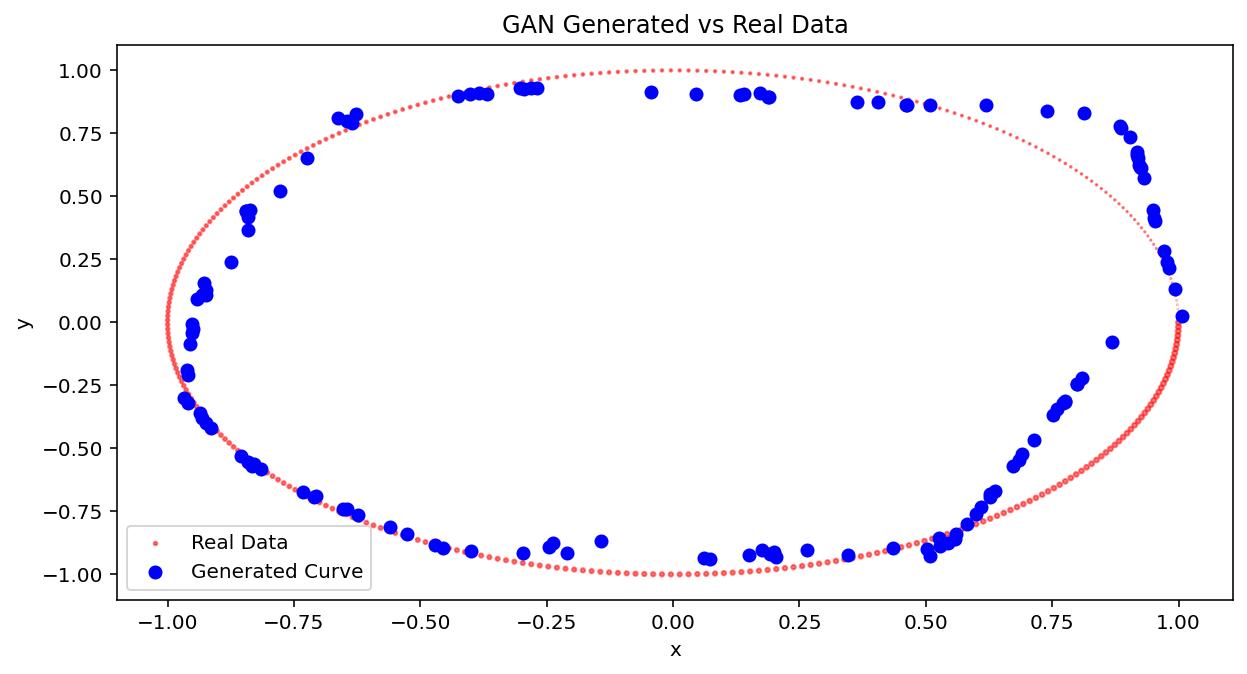 GAN Generated vs Real Data
1.00
0.75
0.50
0.25
0.00
−0.25
−0.50
−0.75
−1.00
y
Real Data
Generated Curve
−1.00 −0.75 −0.50 −0.25 0.00 0.25 0.50 0.75 1.00
x